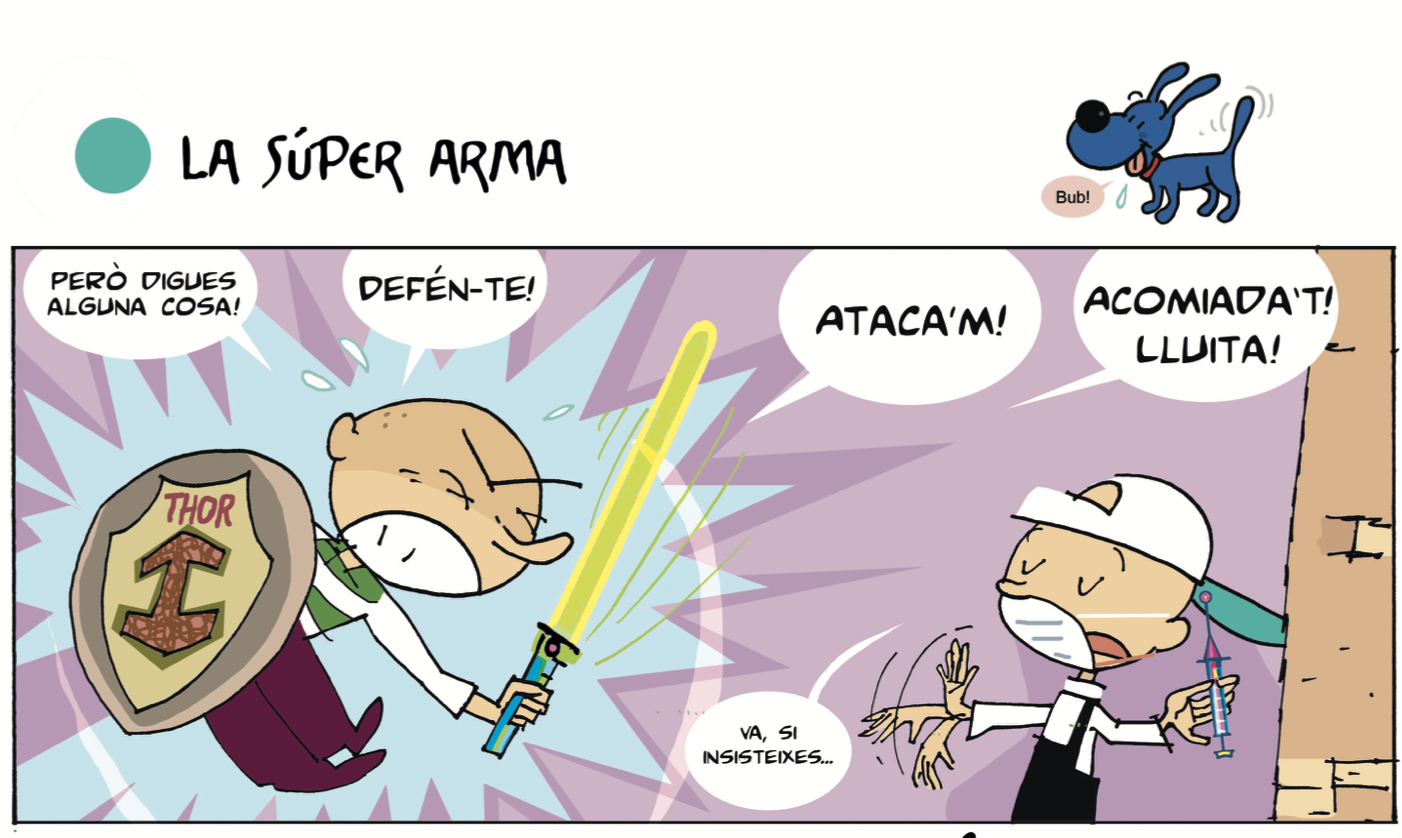 LA SÚPER ARMA
Bub!
PERÒ DIGUES
ALGUNA COSA!
DEFÉN-TE!
ATACA'M!
ACOMIADA'T!
LLUITA!
THOR
VA, SI
INSISTEIXES...